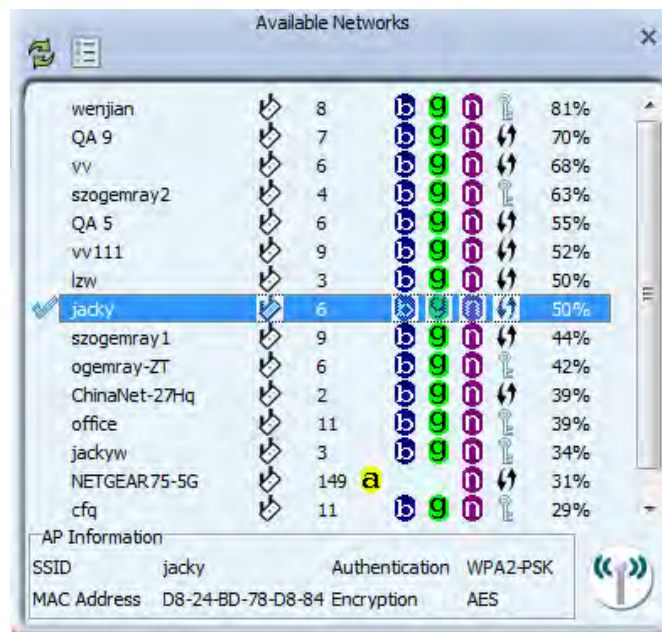 Available Networks
wenjian 8 b g n 81%
QA 9 7 b g n 70%
vv 6 b g n 68%
szogemray2 4 b g n 63%
QA 5 6 b g n 55%
vv111 9 b g n 52%
lzw 3 b g n 50%
jacky 6 b g n 50%
szogemray1 9 b g n 44%
ogemray-ZT 6 b g n 42%
ChinaNet-27Hq 2 b g n 39%
office 11 b g n 39%
jackyw 3 b g n 34%
NETGEAR75-5G 149 a n 31%
cfq 11 b g n 29%
AP Information
SSID jacky Authentication WPA2-PSK
MAC Address D8-24-BD-78-D8-84 Encryption AES